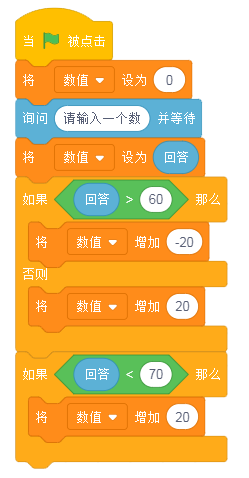 当 被点击
将 数值 设为 0
询问 请输入一个数 并等待
将 数值 设为 回答
如果 回答 > 60 那么
将 数值 增加 -20
否则
将 数值 增加 20
如果 回答 < 70 那么
将 数值 增加 20